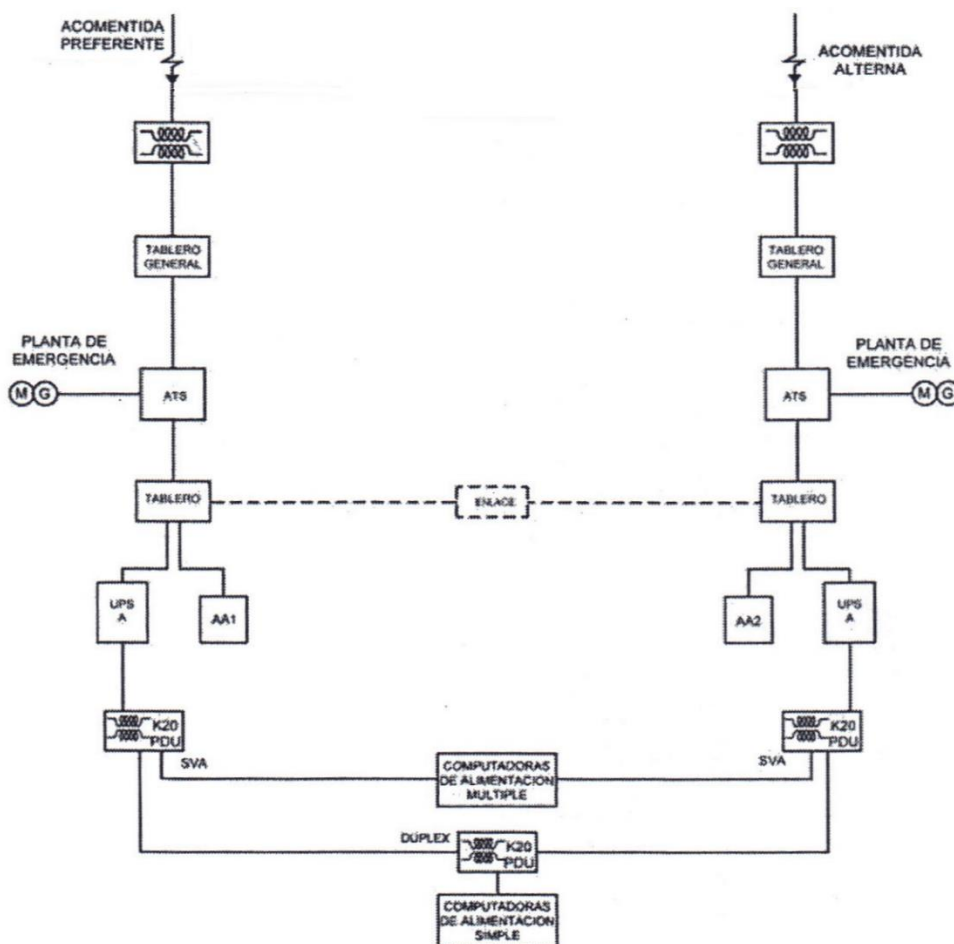 ACOMENTIDA
PREFERENTE
ACOMENTIDA
ALTERNA
TABLERO
GENERAL
TABLERO
GENERAL
PLANTA DE
EMERGENCIA
M G
ATS
PLANTA DE
EMERGENCIA
ATS
M G
TABLERO
ENLACE
TABLERO
UPS
A
AA1
AA2
UPS
A
K20
PDU
K20
PDU
SVA
COMPUTADORAS
DE ALIMENTACION
MULTIPLE
SVA
DÚPLEX
K20
PDU
COMPUTADORAS
DE ALIMENTACION
SIMPLE